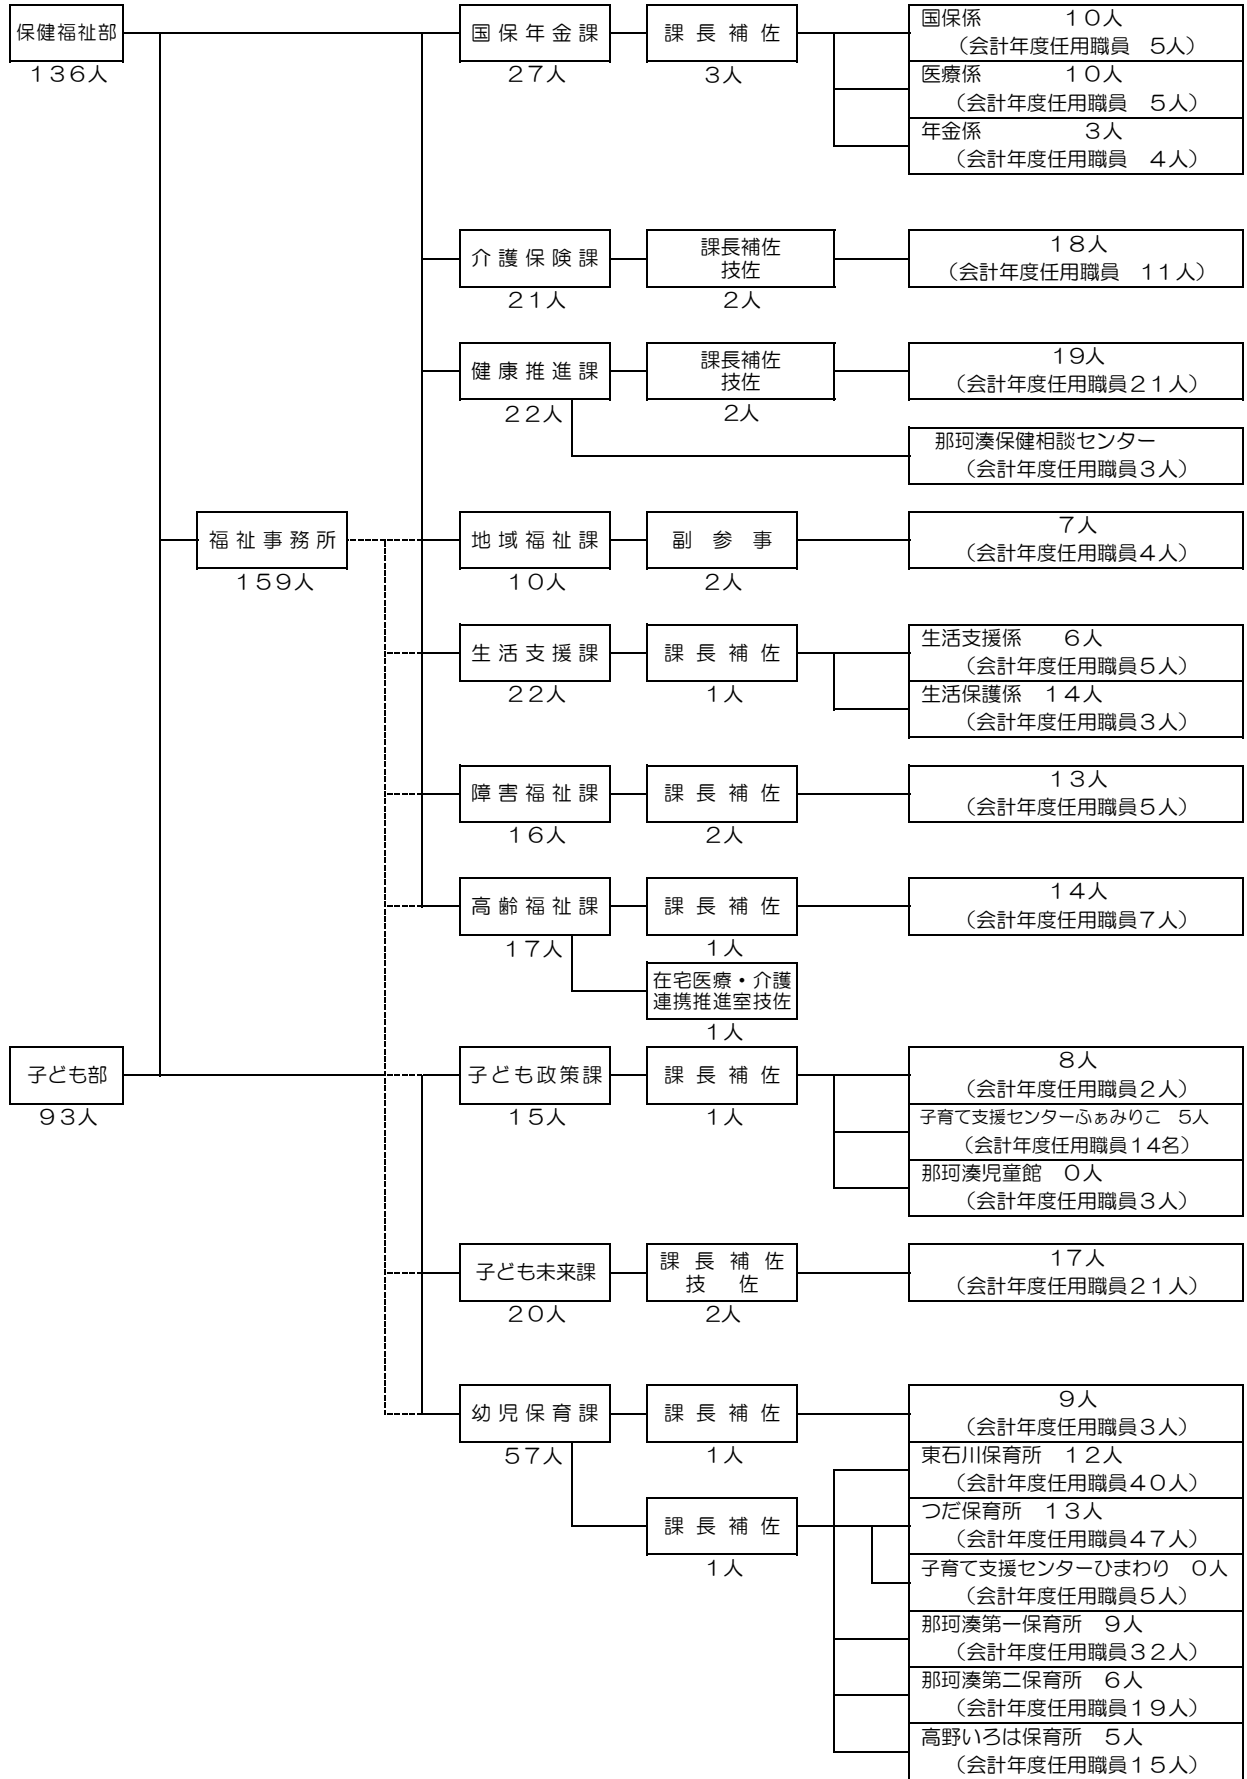 保健福祉部
136人
国保年金課
27人
課長補佐
3人
国保係　10人
（会計年度任用職員　5人）
医療係　10人
（会計年度任用職員　5人）
年金係　3人
（会計年度任用職員　4人）
介護保険課
21人
課長補佐
技佐
2人
18人
（会計年度任用職員　11人）
健康推進課
22人
課長補佐
技佐
2人
19人
（会計年度任用職員21人）
那珂湊保健相談センター
（会計年度任用職員3人）
福祉事務所
159人
地域福祉課
10人
副参事
2人
7人
（会計年度任用職員4人）
生活支援課
22人
課長補佐
1人
生活支援係　6人
（会計年度任用職員5人）
生活保護係　14人
（会計年度任用職員3人）
障害福祉課
16人
課長補佐
2人
13人
（会計年度任用職員5人）
高齢福祉課
17人
課長補佐
1人
14人
（会計年度任用職員7人）
在宅医療・介護
連携推進室技佐
1人
子ども部
93人
子ども政策課
15人
課長補佐
1人
8人
（会計年度任用職員2人）
子育て支援センターふぁみりこ　5人
（会計年度任用職員14名）
那珂湊児童館　0人
（会計年度任用職員3人）
子ども未来課
20人
課長補佐
技佐
2人
17人
（会計年度任用職員21人）
幼児保育課
57人
課長補佐
1人
9人
（会計年度任用職員3人）
課長補佐
1人
東石川保育所　12人
（会計年度任用職員40人）
つだ保育所　13人
（会計年度任用職員47人）
子育て支援センターひまわり　0人
（会計年度任用職員5人）
那珂湊第一保育所　9人
（会計年度任用職員32人）
那珂湊第二保育所　6人
（会計年度任用職員19人）
高野いろは保育所　5人
（会計年度任用職員15人）